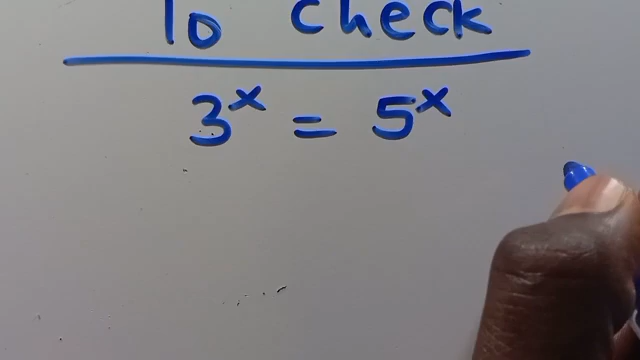 To check
3^x = 5^x